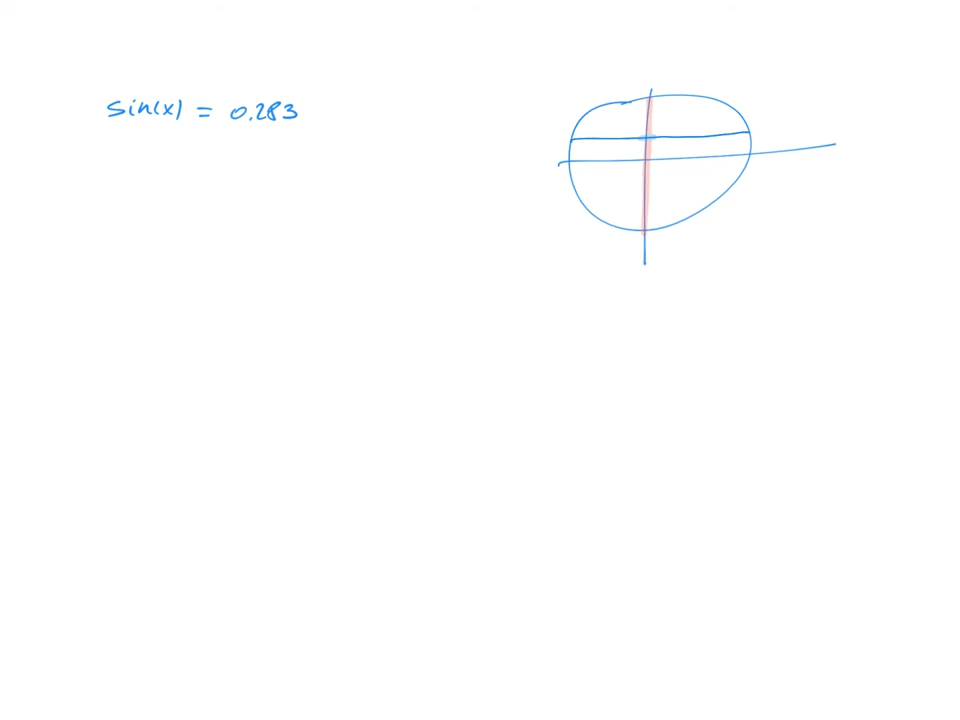 sin(x) = 0.283